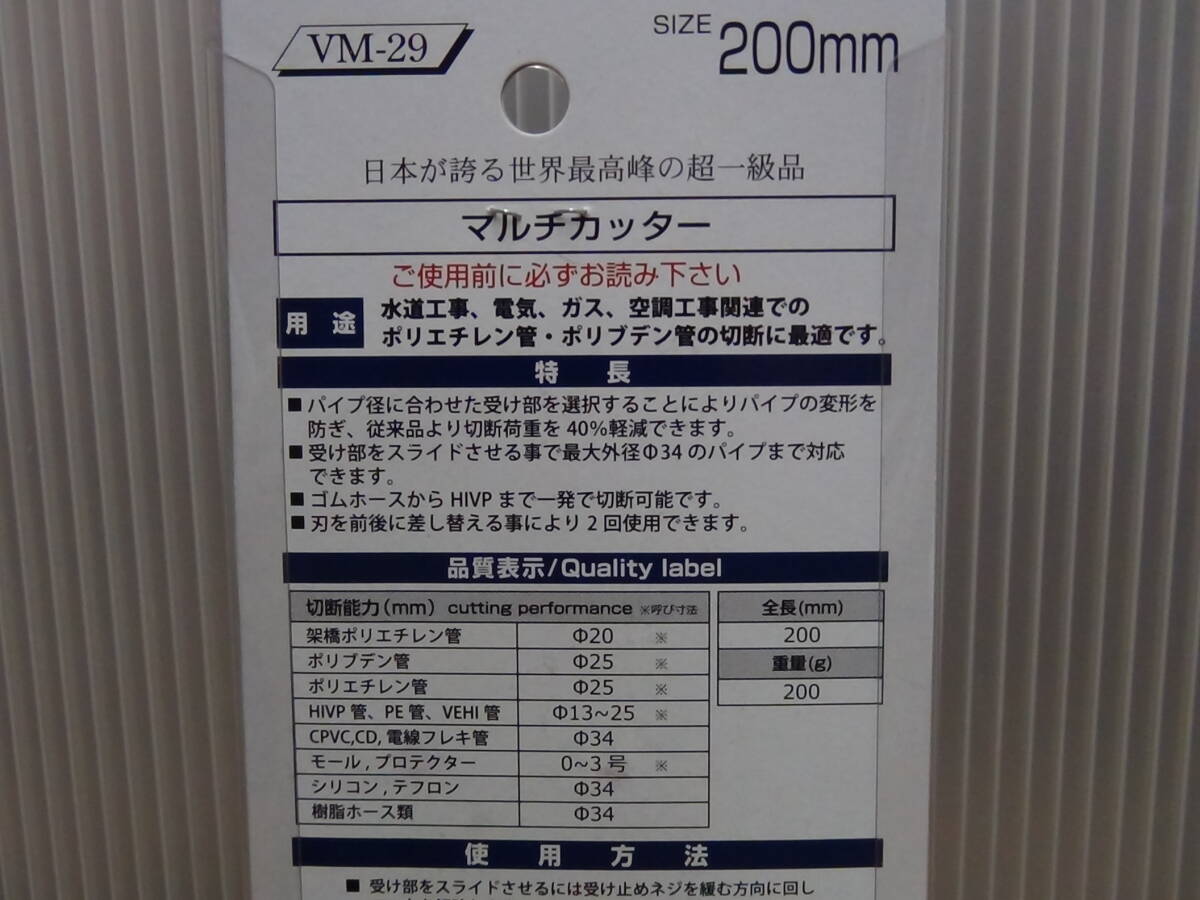 VM-29
SIZE 200mm
日本が誇る世界最高峰の超一級品
マルチカッター
ご使用前に必ずお読み下さい
用 途
水道工事、電気、ガス、空調工事関連での
ポリエチレン管・ポリブデン管の切断に最適です。
特 長
■パイプ径に合わせた受け部を選択することによりパイプの変形を
防ぎ、従来品より切断荷重を40%軽減できます。
■受け部をスライドさせる事で最大外径Φ34のパイプまで対応
できます。
■ゴムホースからHIVPまで一発で切断可能です。
■刃を前後に差し替える事により2回使用できます。
品質表示/Quality label
切断能力(mm) cutting performance ※呼び寸法
架橋ポリエチレン管 Φ20 ※
ポリブデン管 Φ25 ※
ポリエチレン管 Φ25 ※
HIVP管、PE管、VEHI管 Φ13~25 ※
CPVC,CD,電線フレキ管 Φ34
モール,プロテクター 0~3号 ※
シリコン,テフロン Φ34
樹脂ホース類 Φ34
全長(mm)
200
重量(g)
200
使 用 方 法
■受け部をスライドさせるには受け止めネジを緩む方向に回し